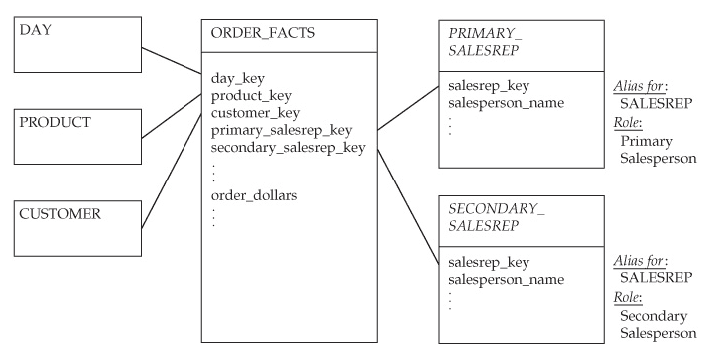 DAY
PRODUCT
CUSTOMER
ORDER_FACTS
day_key
product_key
customer_key
primary_salesrep_key
secondary_salesrep_key
.
.
.
order_dollars
.
.
.
PRIMARY_
SALESREP
salesrep_key
salesperson_name
.
.
.
Alias for:
SALESREP
Role:
Primary
Salesperson
SECONDARY_
SALESREP
salesrep_key
salesperson_name
.
.
.
Alias for:
SALESREP
Role:
Secondary
Salesperson